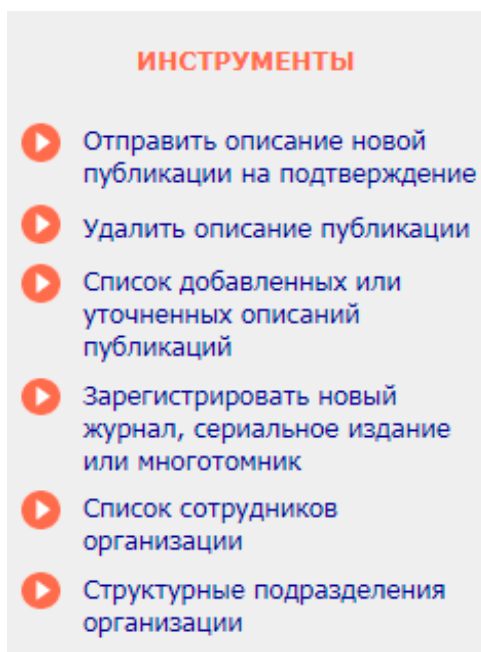 ИНСТРУМЕНТЫ
Отправить описание новой
публикации на подтверждение
Удалить описание публикации
Список добавленных или
уточненных описаний
публикаций
Зарегистрировать новый
журнал, сериальное издание
или многотомник
Список сотрудников
организации
Структурные подразделения
организации